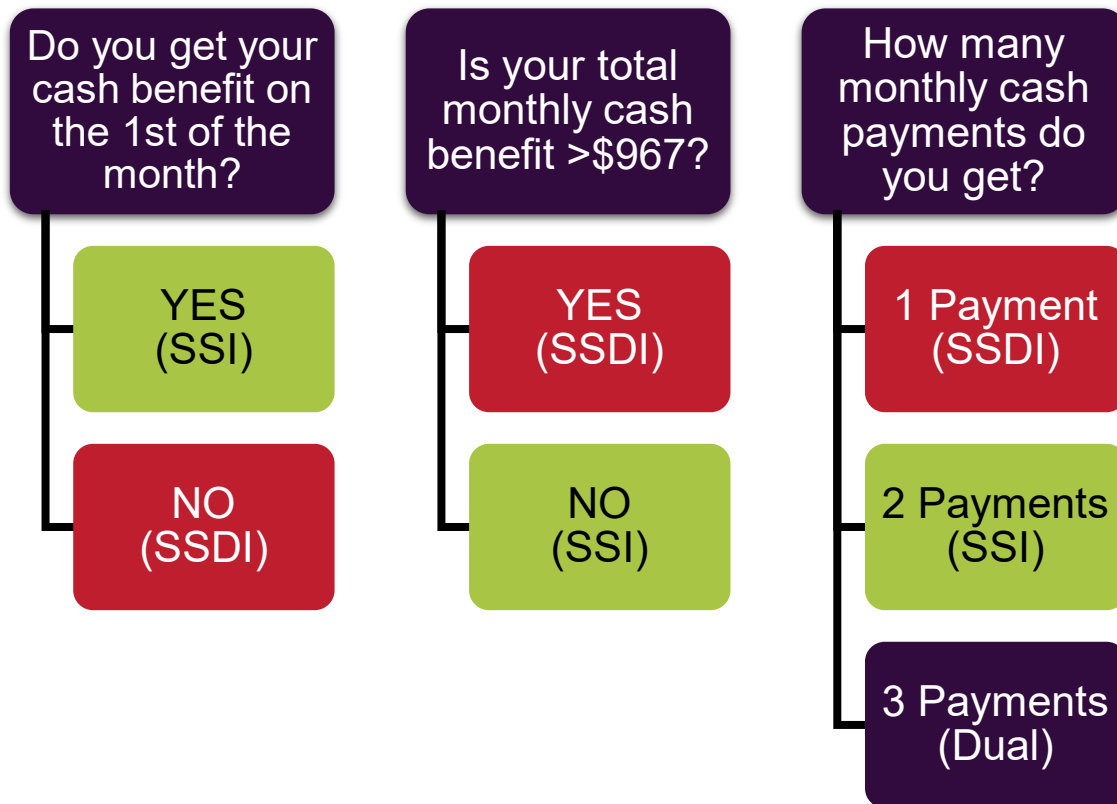 Do you get your
cash benefit on
the 1st of the
month?
YES
(SSI)
NO
(SSDI)
Is your total
monthly cash
benefit >$967?
YES
(SSDI)
NO
(SSI)
How many
monthly cash
payments do
you get?
1 Payment
(SSDI)
2 Payments
(SSI)
3 Payments
(Dual)